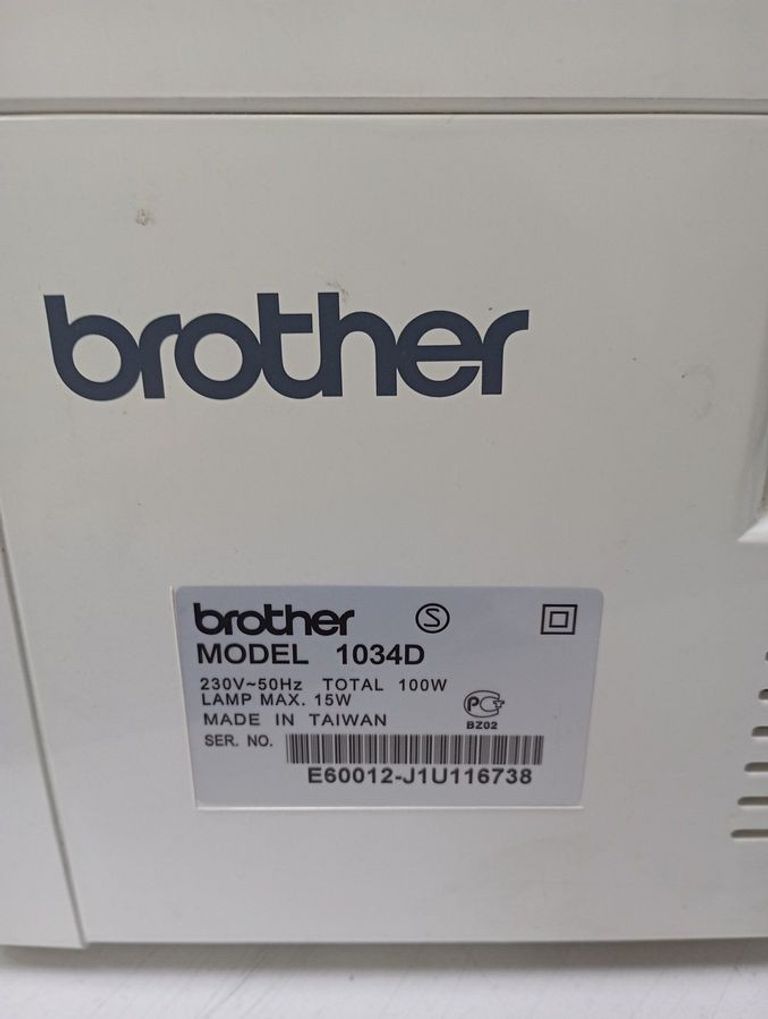 brother
brother S
MODEL 1034D
230V~50Hz TOTAL 100W
LAMP MAX. 15W
MADE IN TAIWAN
PCT
BZ02
SER. NO.
E60012-J1U116738